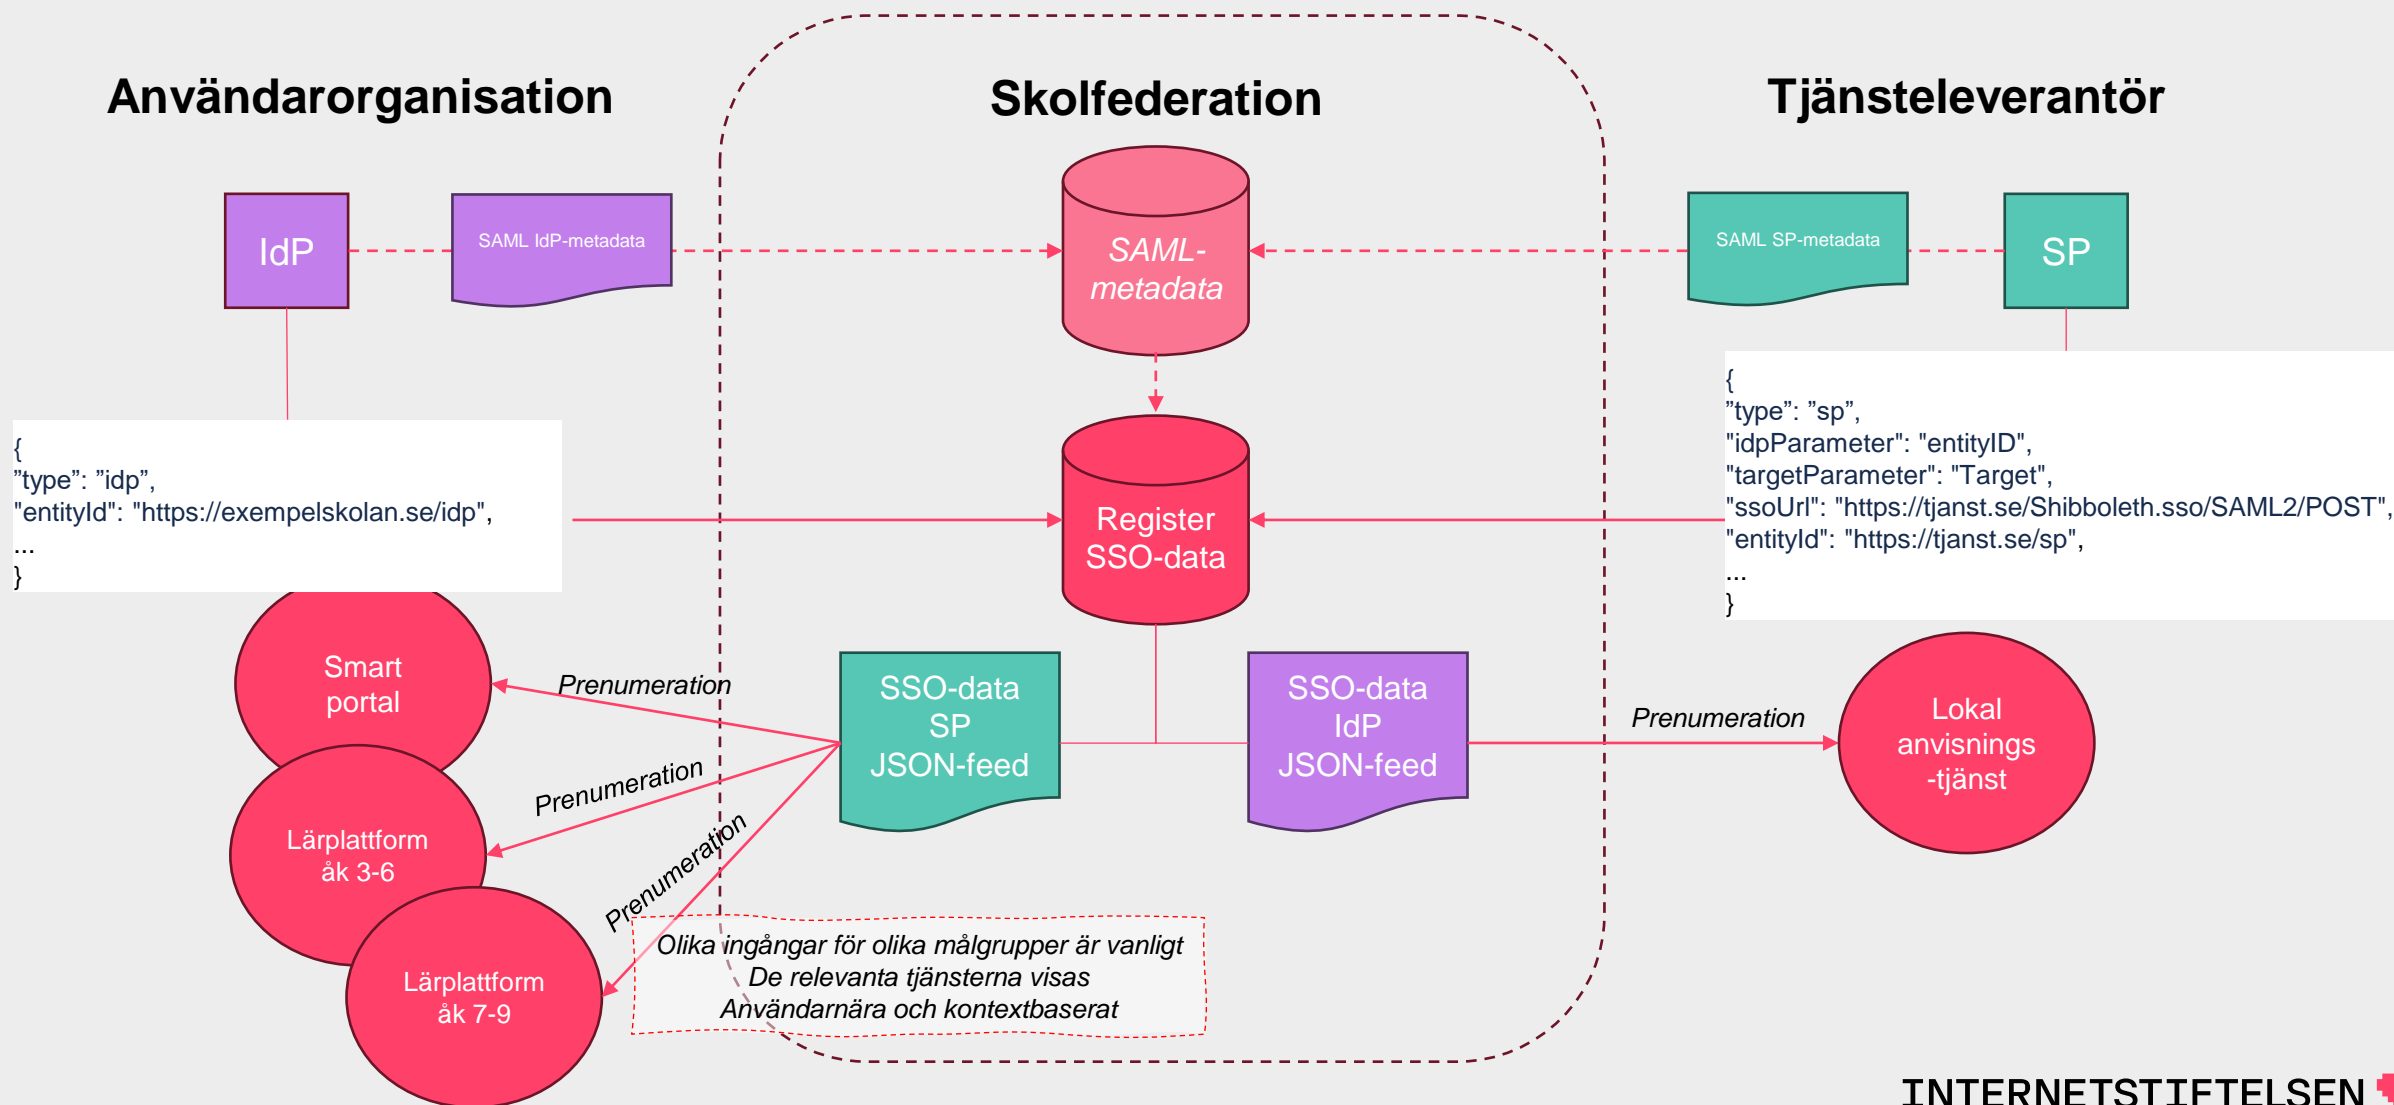 Användarorganisation
Skolfederation
Tjänsteleverantör
IdP
SAML IdP-metadata
SAML-
metadata
SAML SP-metadata
SP
{
”type”: ”idp”,
"entityId": "https://exempelskolan.se/idp",
...
}
Register
SSO-data
{
”type”: ”sp”,
"idpParameter": "entityID",
"targetParameter": "Target",
"ssoUrl": "https://tjanst.se/Shibboleth.sso/SAML2/POST",
"entityId": "https://tjanst.se/sp",
...
}
Smart
portal
Prenumeration
SSO-data
SP
JSON-feed
SSO-data
IdP
JSON-feed
Prenumeration
Lokal
anvisnings
-tjänst
Prenumeration
Lärplattform
åk 3-6
Prenumeration
Lärplattform
åk 7-9
Olika ingångar för olika målgrupper är vanligt
De relevanta tjänsterna visas
Användarnära och kontextbaserat
INTERNETSTIFTELSEN